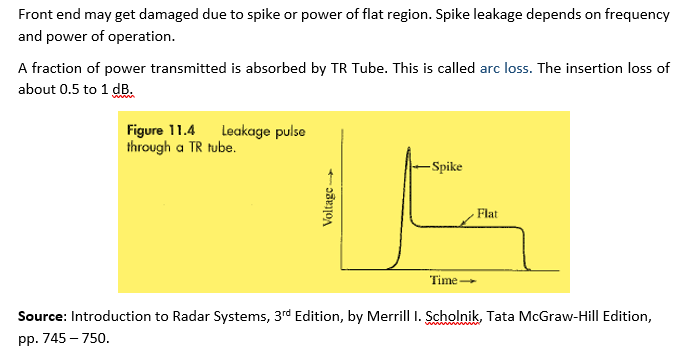 Front end may get damaged due to spike or power of flat region. Spike leakage depends on frequency
and power of operation.
A fraction of power transmitted is absorbed by TR Tube. This is called arc loss. The insertion loss of
about 0.5 to 1 dB.
Figure 11.4 Leakage pulse
through a TR tube.
Voltage→
Spike
Flat
Time→
Source: Introduction to Radar Systems, 3rd Edition, by Merrill I. Scholnik, Tata McGraw-Hill Edition,
pp. 745 – 750.